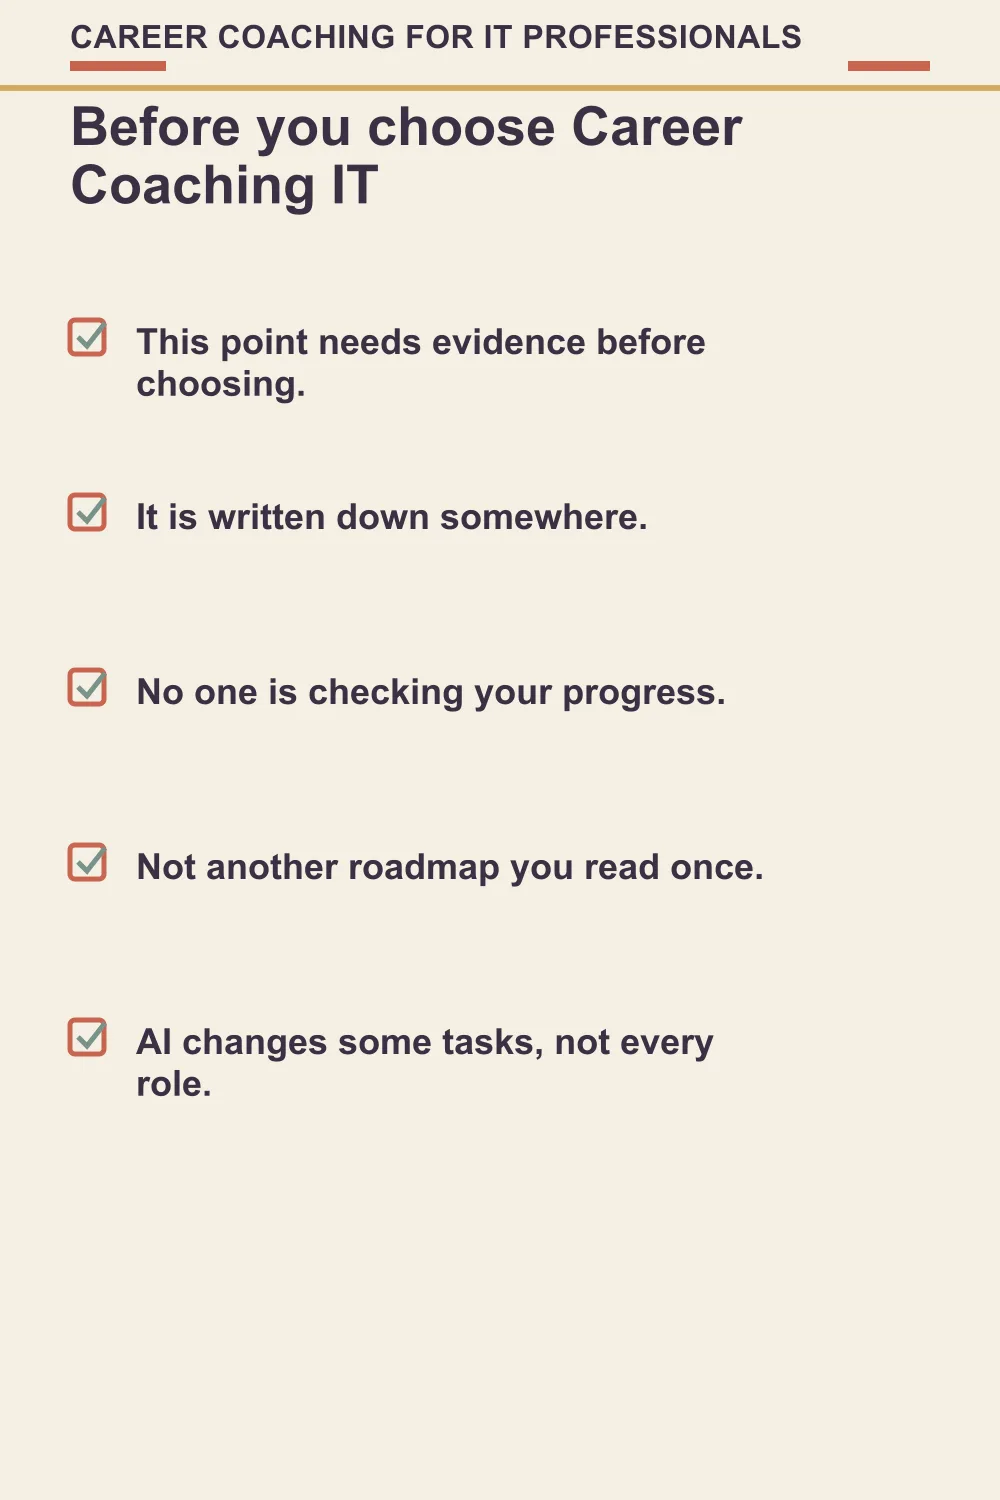 CAREER COACHING FOR IT PROFESSIONALS
Before you choose Career
Coaching IT
This point needs evidence before
choosing.
It is written down somewhere.
No one is checking your progress.
Not another roadmap you read once.
AI changes some tasks, not every
role.